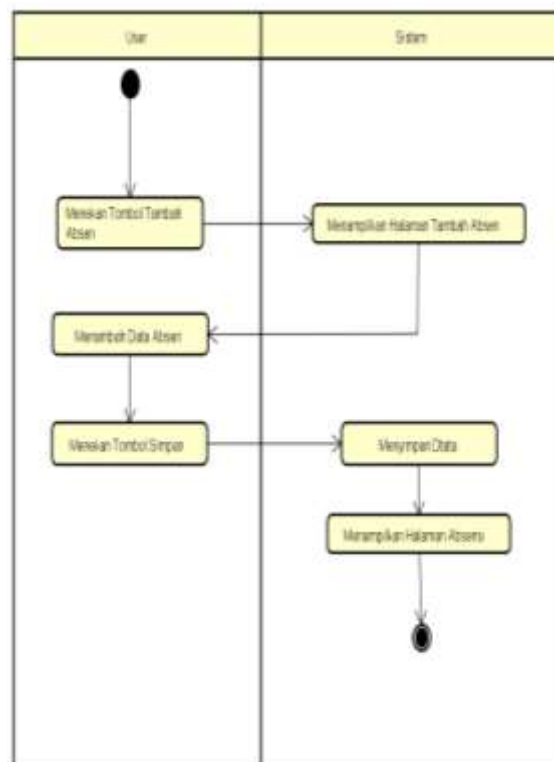 User
Sistem
Menekan Tombol Tambah
Absen
Menampilkan Halaman Tambah Absen
Menambah Data Absen
Menekan Tombol Simpan
Menyimpan Data
Menampilkan Halaman Absensi